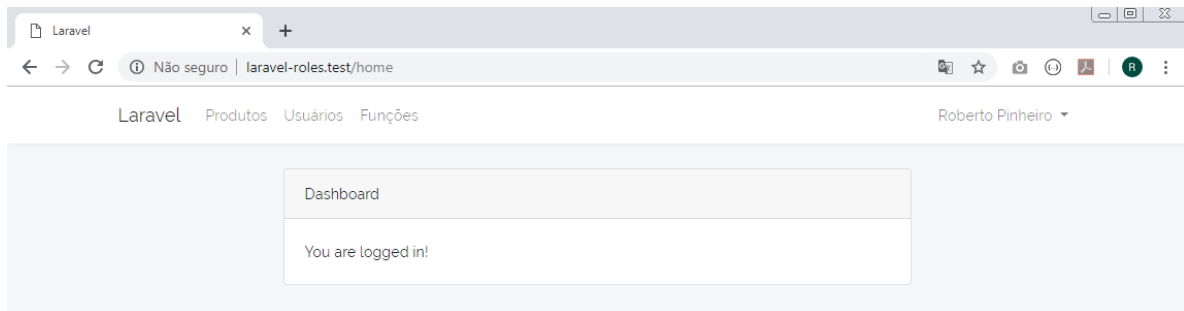 Laravel
Não seguro | laravel-roles.test/home
R
Laravel Produtos Usuários Funções Roberto Pinheiro
Dashboard
You are logged in!